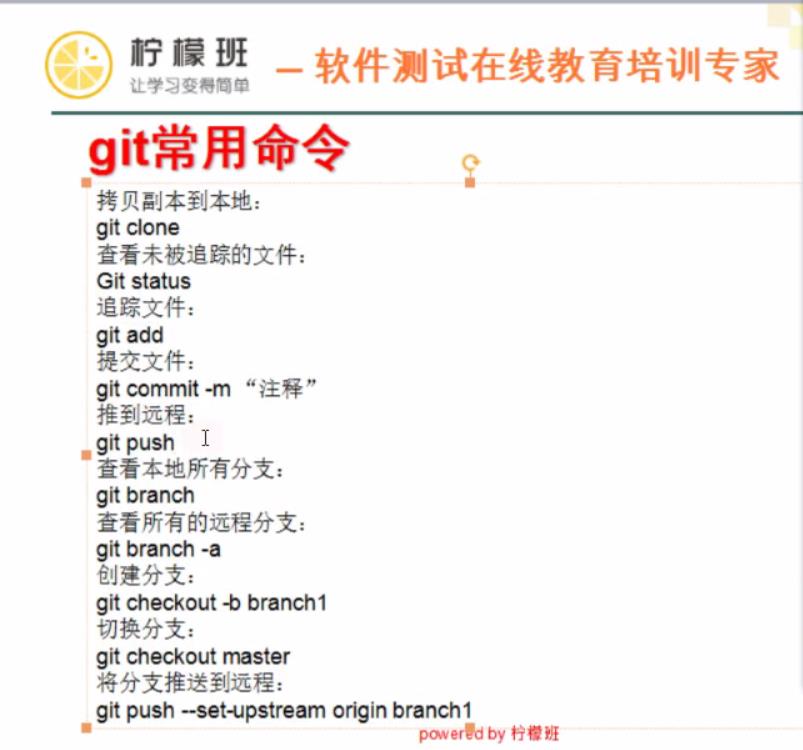 柠檬班
让学习变得简单
— 软件测试在线教育培训专家
git常用命令
拷贝副本到本地：
git clone
查看未被追踪的文件：
Git status
追踪文件：
git add
提交文件：
git commit -m “注释”
推到远程：
git push
查看本地所有分支：
git branch
查看所有的远程分支：
git branch -a
创建分支：
git checkout -b branch1
切换分支：
git checkout master
将分支推送到远程：
git push --set-upstream origin branch1
powered by 柠檬班